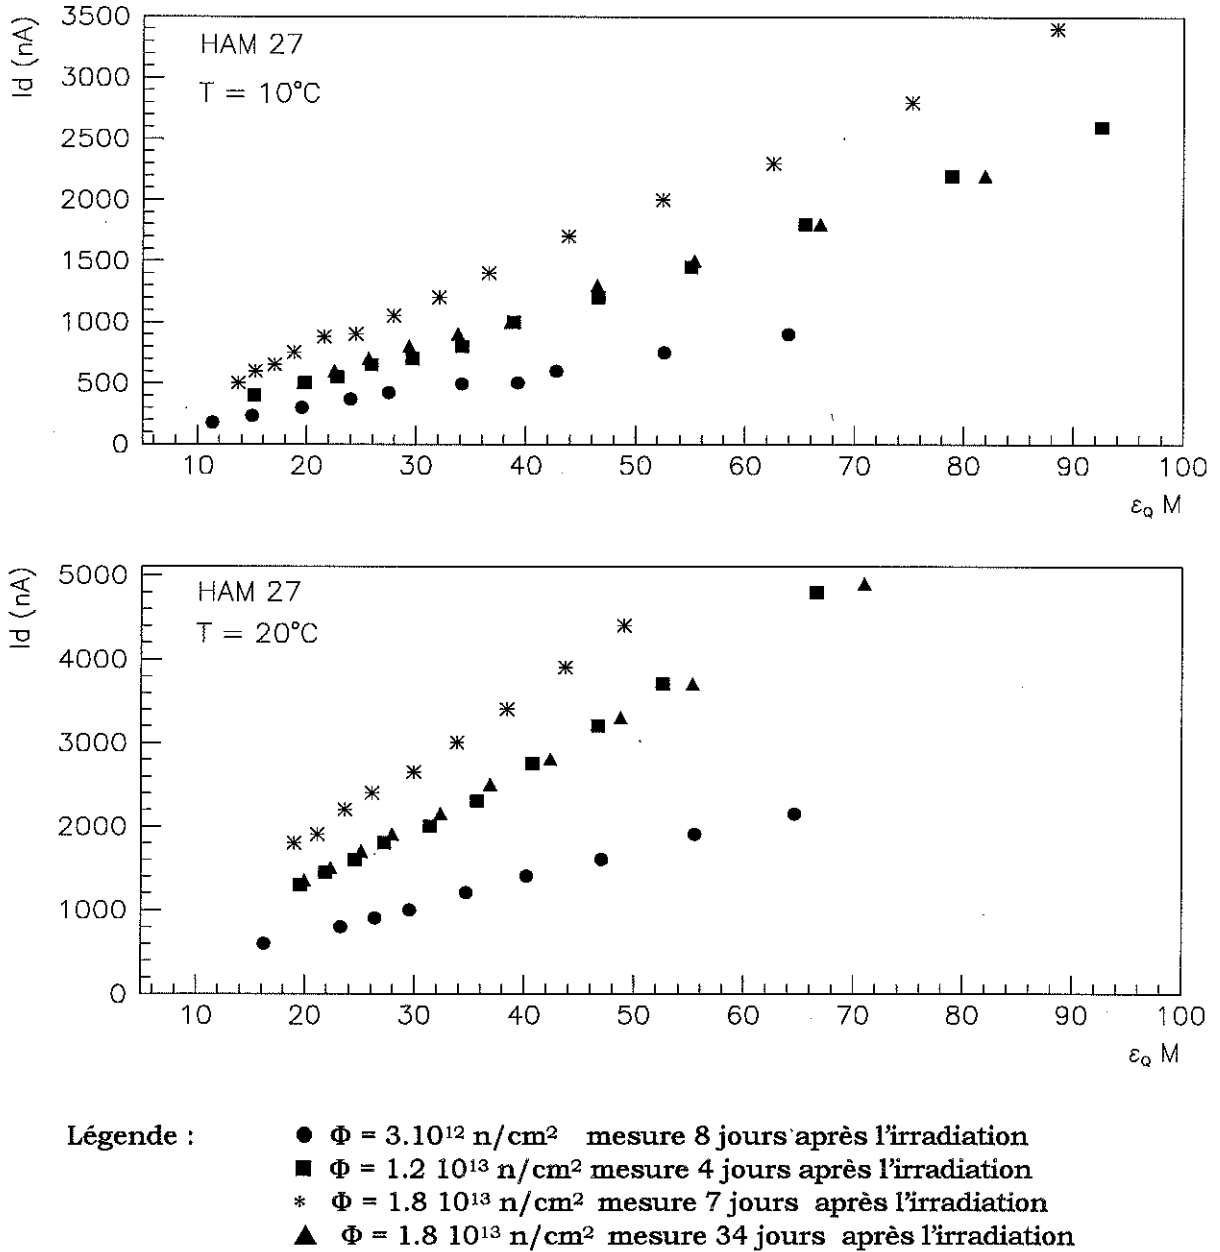 Id (nA)
3500
3000
2500
2000
1500
1000
500
0
HAM 27
T = 10°C
10 20 30 40 50 60 70 80 90 100
ε_Q M
Id (nA)
5000
4000
3000
2000
1000
0
HAM 27
T = 20°C
10 20 30 40 50 60 70 80 90 100
ε_Q M
Légende :
● Φ = 3.10¹² n/cm² mesure 8 jours après l'irradiation
■ Φ = 1.2 10¹³ n/cm² mesure 4 jours après l'irradiation
* Φ = 1.8 10¹³ n/cm² mesure 7 jours après l'irradiation
▲ Φ = 1.8 10¹³ n/cm² mesure 34 jours après l'irradiation